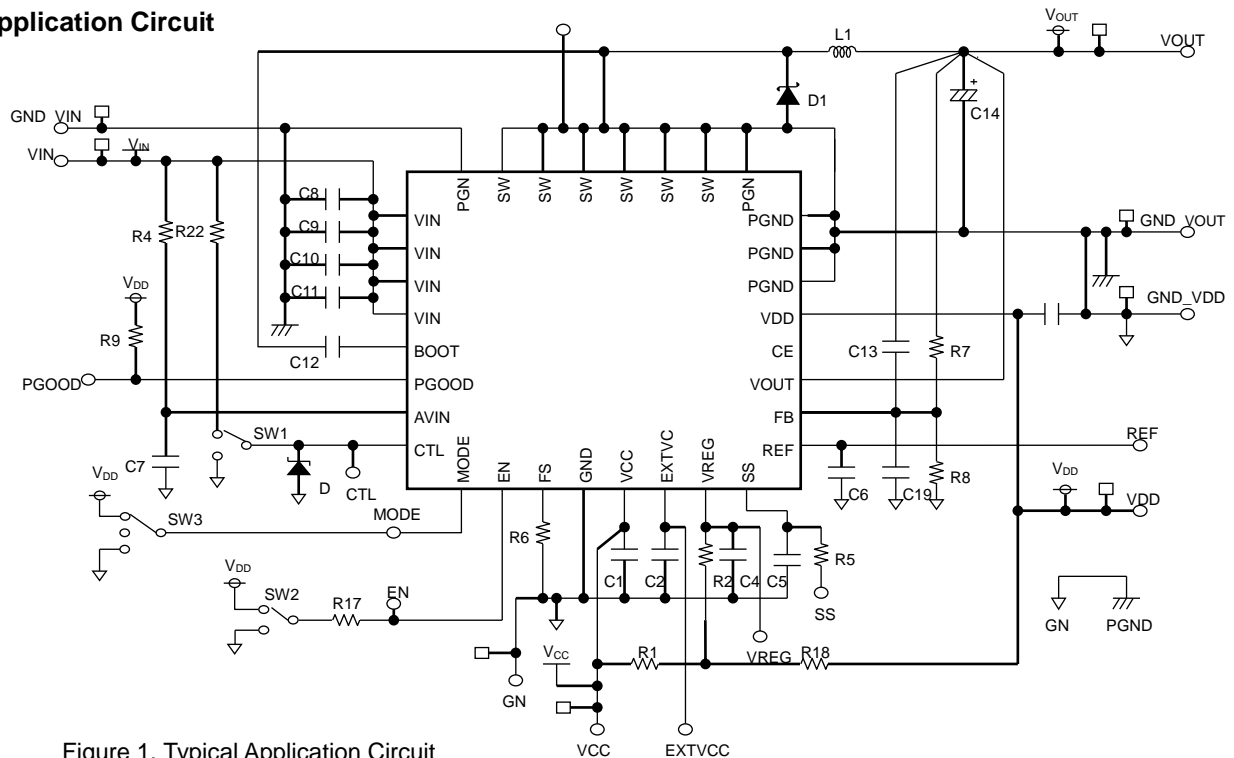 pplication Circuit
VOUT
L1
VOUT
D1
C14
GND_VIN
VIN
VIN
PGN
SW
SW
SW
SW
SW
SW
PGN
C8
VIN
PGND
R4
R22
C9
GND_VOUT
VIN
PGND
C10
VIN
PGND
VDD
C11
GND_VDD
VIN
VDD
R9
C12
BOOT
CE
C13
R7
PGOOD
PGOOD
VOUT
AVIN
FB
SW1
CTL
REF
REF
C7
D
CTL
MODE
EN
FS
GND
VCC
EXTVC
VREG
SS
C6
C19
R8
VDD
VDD
VDD
SW3
MODE
R6
C1
C2
R2
C4
C5
R5
VDD
SW2
R17
EN
SS
GN
PGND
VCC
R1
VREG
R18
GN
VCC
EXTVCC
Figure 1. Typical Application Circuit